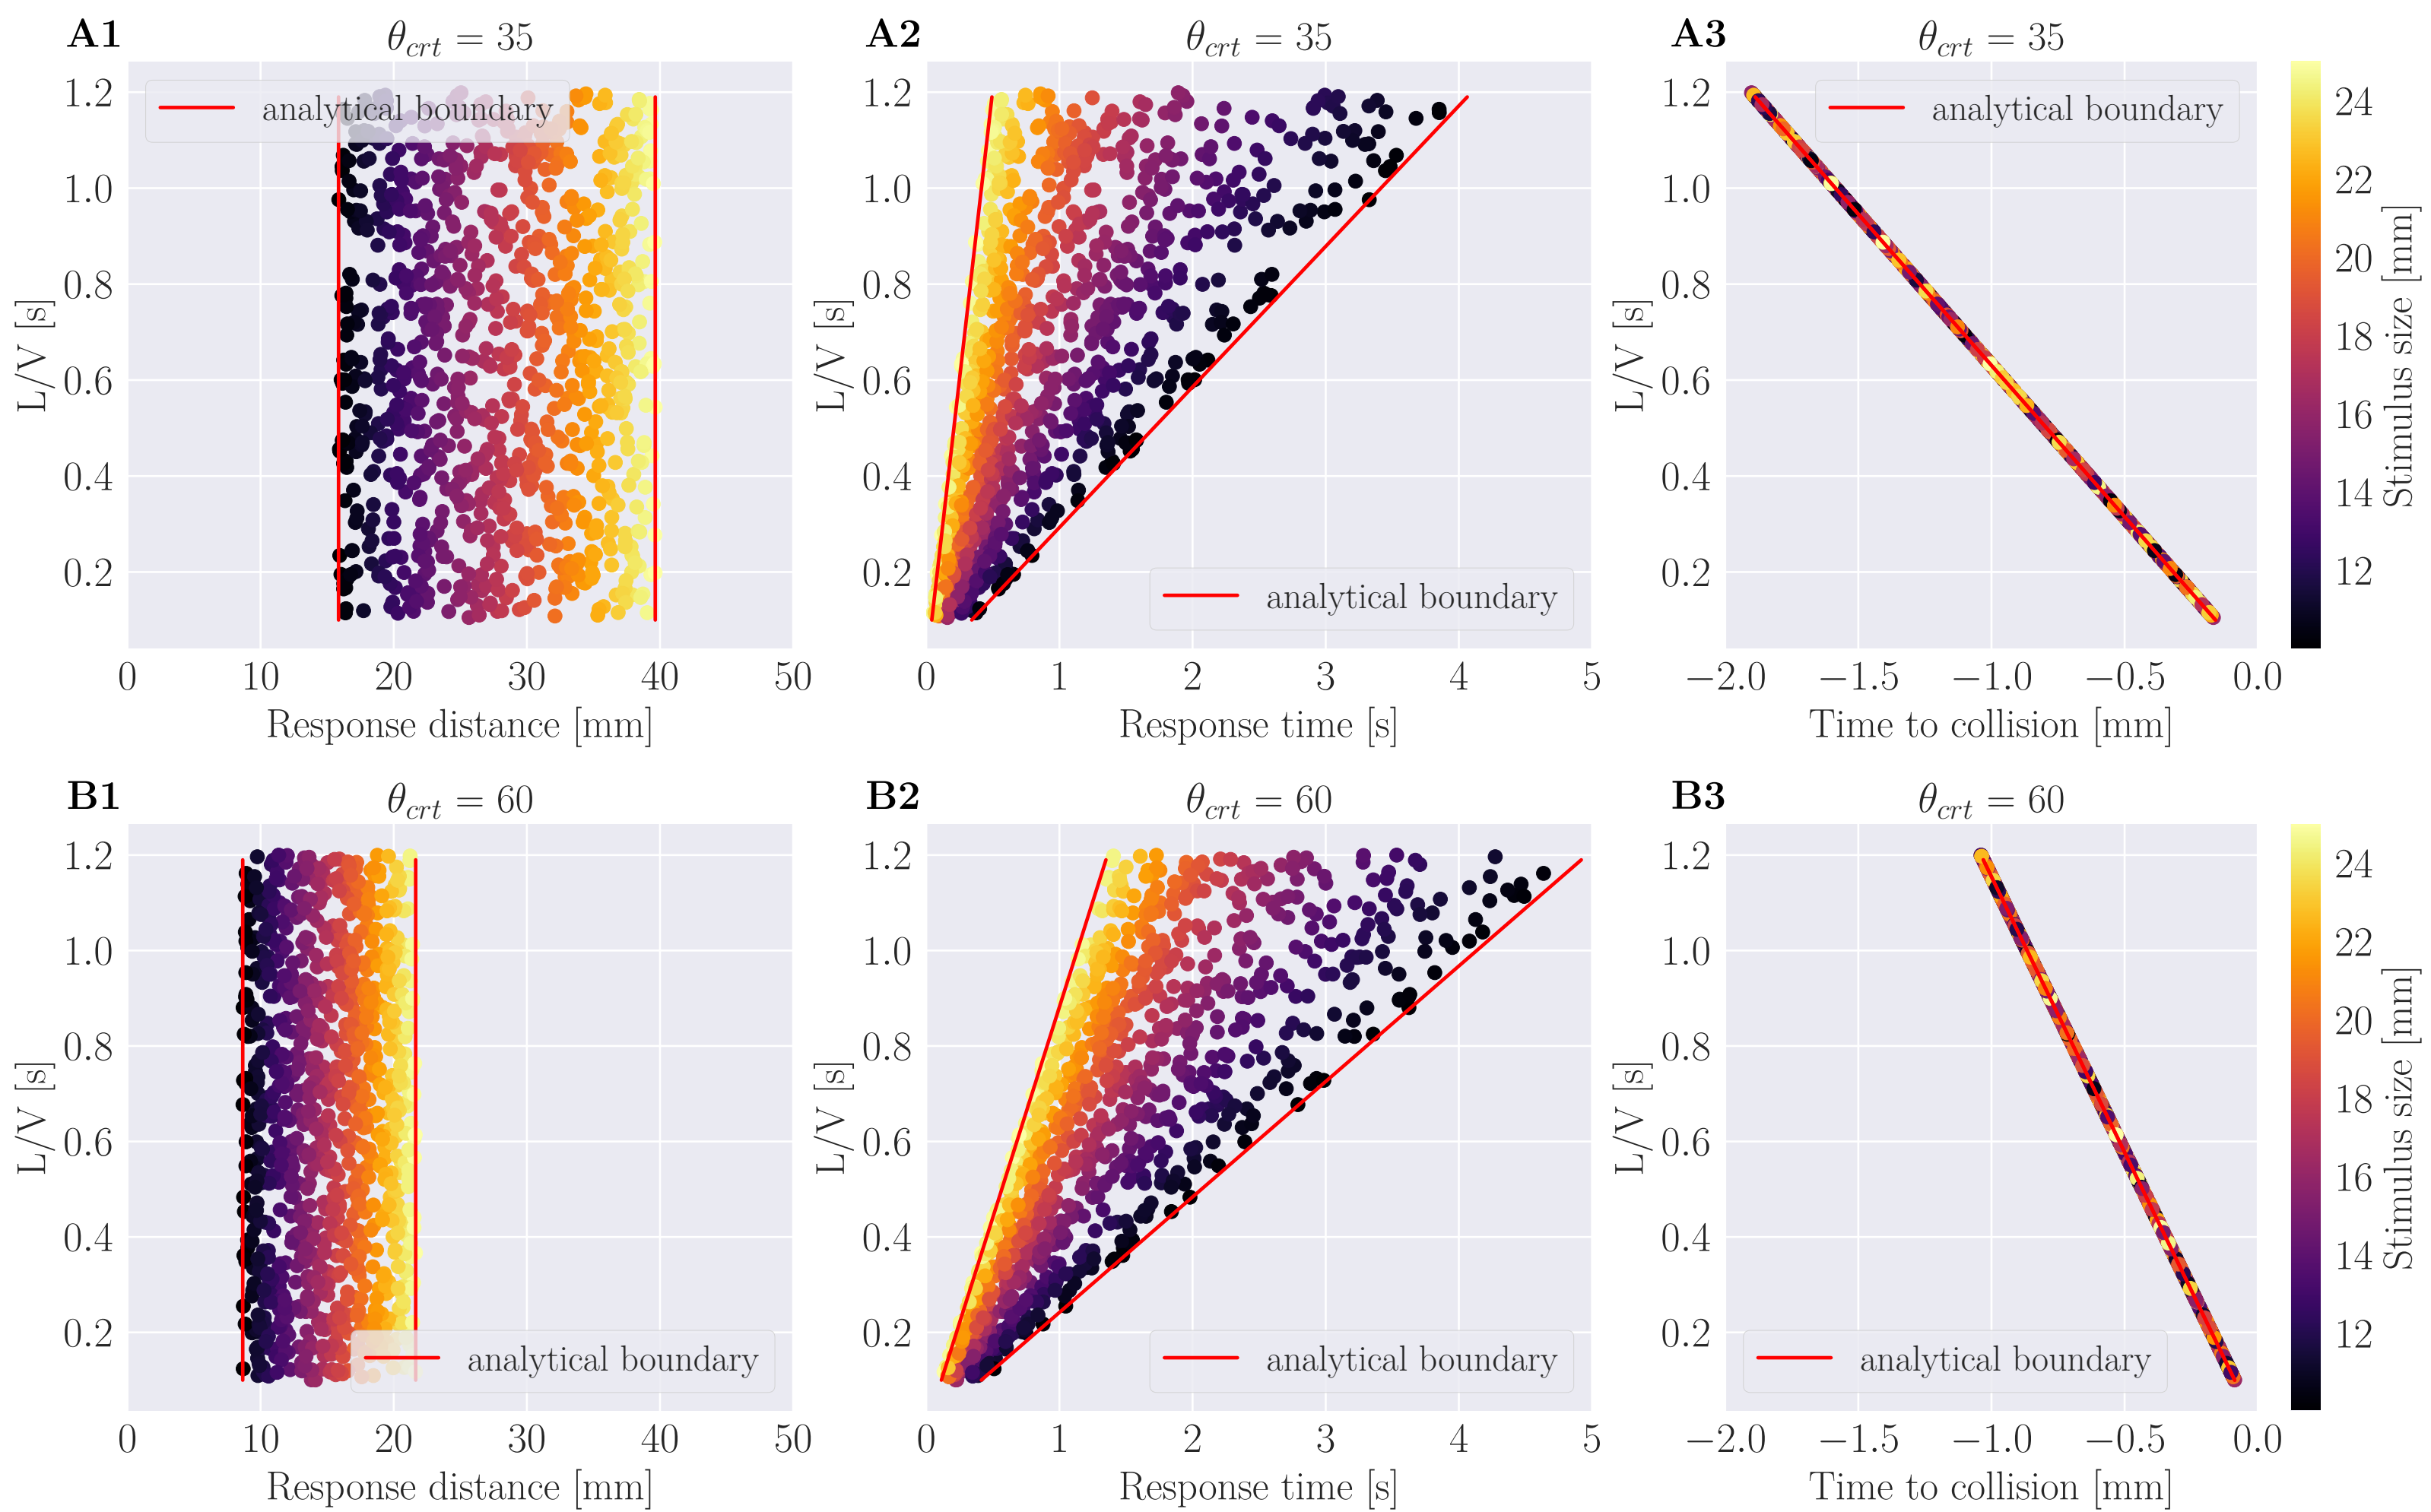 A1
θcrt = 35
A2
θcrt = 35
A3
θcrt = 35
1.2
1.0
0.8
0.6
0.4
0.2
L/V [s]
analytical boundary
0 10 20 30 40 50
Response distance [mm]
1.2
1.0
0.8
0.6
0.4
0.2
L/V [s]
analytical boundary
0 1 2 3 4 5
Response time [s]
1.2
1.0
0.8
0.6
0.4
0.2
L/V [s]
analytical boundary
−2.0 −1.5 −1.0 −0.5 0.0
Time to collision [mm]
24
22
20
18
16
14
12
Stimulus size [mm]
B1
θcrt = 60
B2
θcrt = 60
B3
θcrt = 60
1.2
1.0
0.8
0.6
0.4
0.2
L/V [s]
analytical boundary
0 10 20 30 40 50
Response distance [mm]
1.2
1.0
0.8
0.6
0.4
0.2
L/V [s]
analytical boundary
0 1 2 3 4 5
Response time [s]
1.2
1.0
0.8
0.6
0.4
0.2
L/V [s]
analytical boundary
−2.0 −1.5 −1.0 −0.5 0.0
Time to collision [mm]
24
22
20
18
16
14
12
Stimulus size [mm]